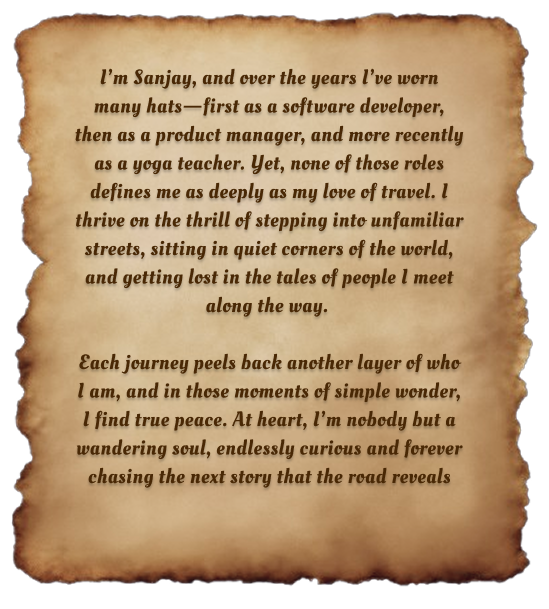 I'm Sanjay, and over the years I've worn
many hats—first as a software developer,
then as a product manager, and more recently
as a yoga teacher. Yet, none of those roles
defines me as deeply as my love of travel. I
thrive on the thrill of stepping into unfamiliar
streets, sitting in quiet corners of the world,
and getting lost in the tales of people I meet
along the way.
Each journey peels back another layer of who
I am, and in those moments of simple wonder,
I find true peace. At heart, I'm nobody but a
wandering soul, endlessly curious and forever
chasing the next story that the road reveals